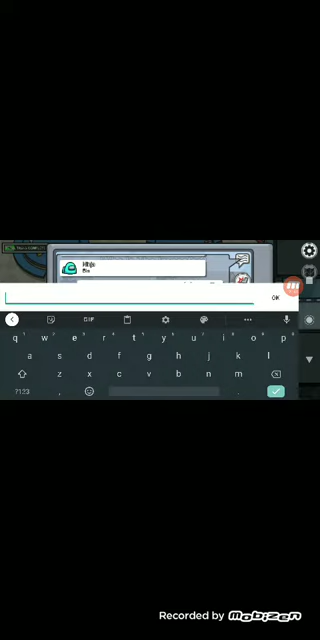 OK
GIF
q w e r t y u i o p
a s d f g h j k l
z x c v b n m
?123 , .
Recorded by MOBIZEN